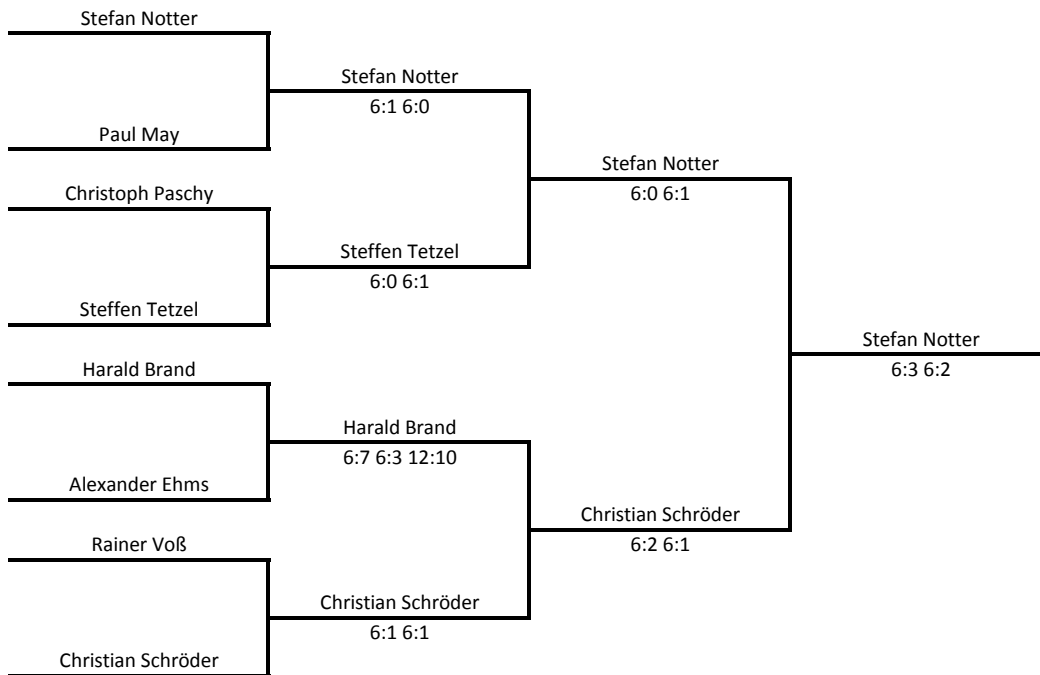 Stefan Notter
Stefan Notter
6:1 6:0
Paul May
Stefan Notter
6:0 6:1
Christoph Paschy
Steffen Tetzel
6:0 6:1
Steffen Tetzel
Stefan Notter
6:3 6:2
Harald Brand
Harald Brand
6:7 6:3 12:10
Alexander Ehms
Christian Schröder
6:2 6:1
Rainer Voß
Christian Schröder
6:1 6:1
Christian Schröder